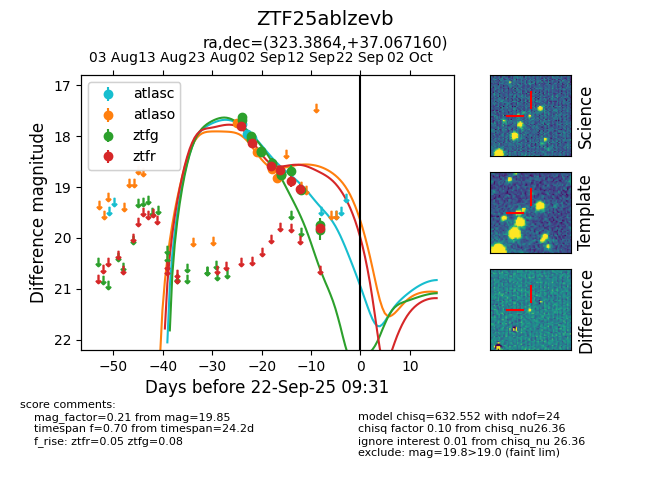 ZTF25ablzevb
ra,dec=(323.3864,+37.067160)
03 Aug 13 Aug 23 Aug 02 Sep 12 Sep 22 Sep 02 Oct
17
18
19
20
21
22
Difference magnitude
atlasc
atlaso
ztfg
ztfr
−50 −40 −30 −20 −10 0 10
Days before 22-Sep-25 09:31
Science
Template
Difference
score comments:
mag_factor=0.21 from mag=19.85
timespan f=0.70 from timespan=24.2d
f_rise: ztfr=0.05 ztfg=0.08
model chisq=632.552 with ndof=24
chisq factor 0.10 from chisq_nu26.36
ignore interest 0.01 from chisq_nu 26.36
exclude: mag=19.8>19.0 (faint lim)